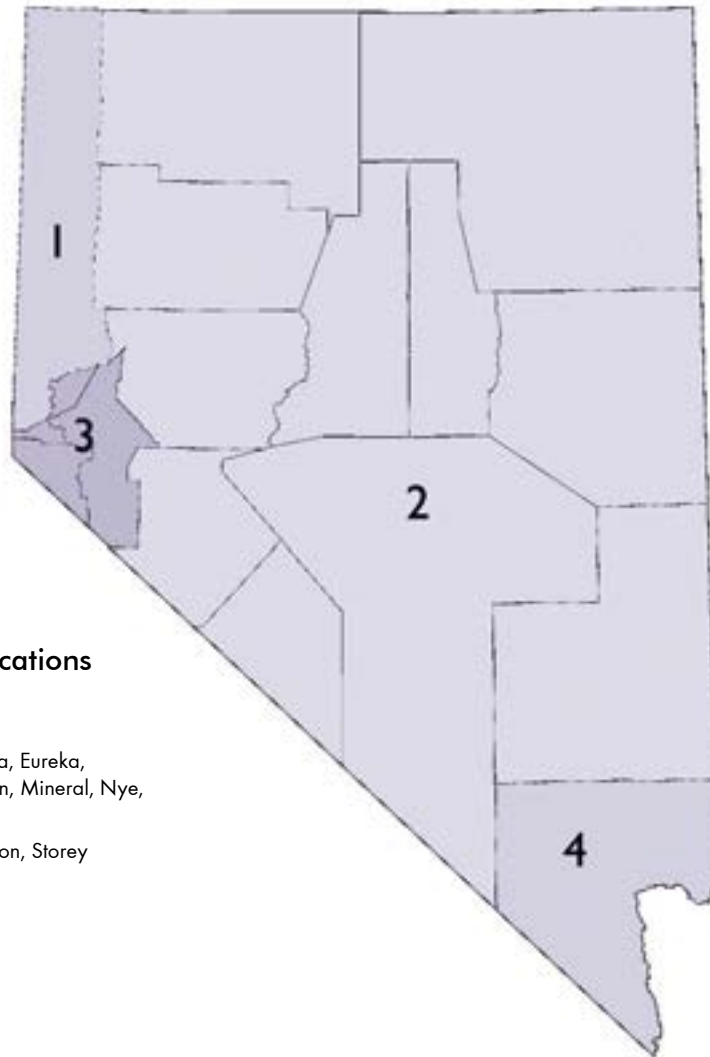 1
3
2
cations
a, Eureka,
n, Mineral, Nye,
on, Storey
4